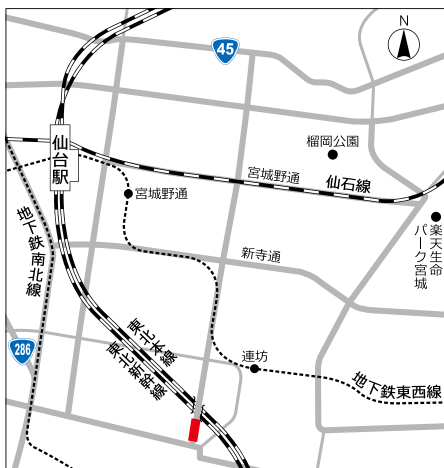 N
45
榴岡公園
仙台駅
宮城野通
仙石線
宮城野通
楽天生命
パーク宮城
地下鉄南北線
新寺通
286
東北本線
東北新幹線
連坊
地下鉄東西線